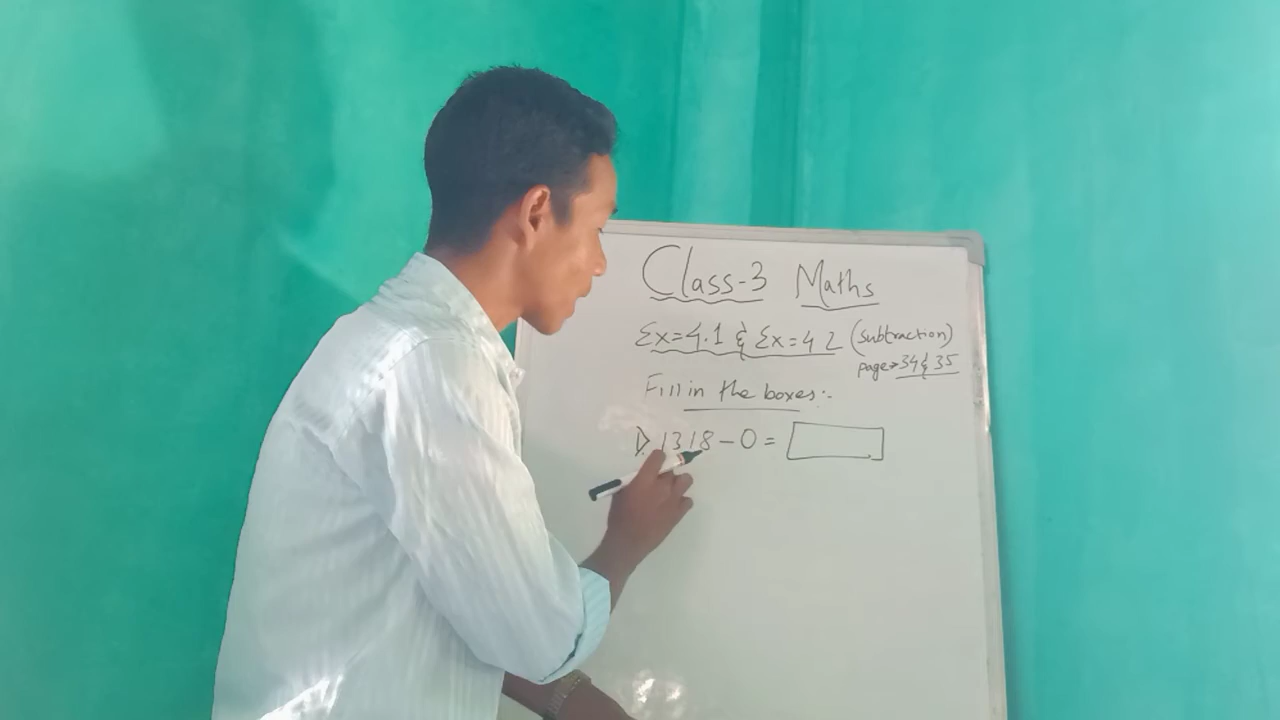 Class-3 Maths
Ex=4.1 & Ex=4.2 (Subtraction)
page→34 & 35
Fill in the boxes:-
1). 1318-0=